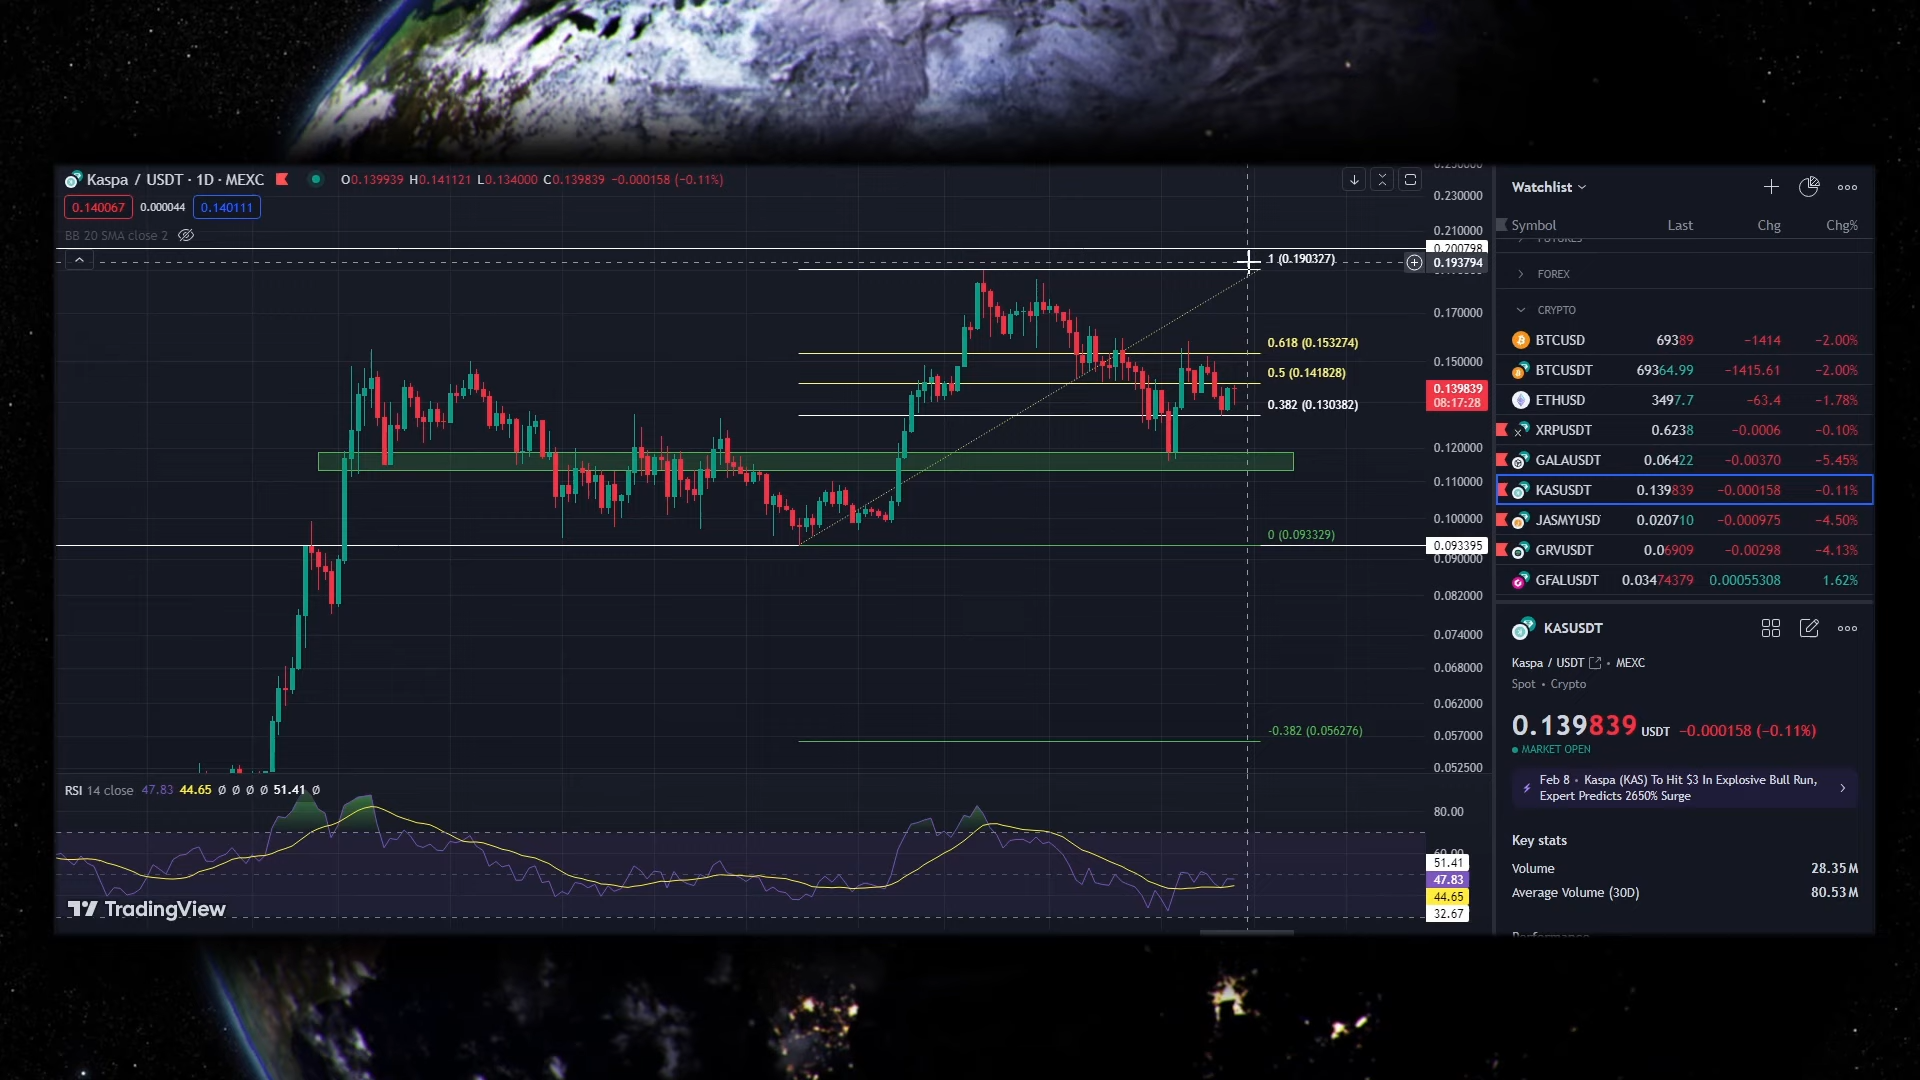 Kaspa / USDT · 1D · MEXC
O0.139939 H0.141121 L0.134000 C0.139839 −0.000158 (−0.11%)
0.140067 0.000044 0.140111
BB 20 SMA close 2
1 (0.190327)
0.618 (0.153274)
0.5 (0.141828)
0.382 (0.130382)
0 (0.093329)
-0.382 (0.056276)
0.230000
0.210000
0.200798
0.193794
0.170000
0.150000
0.139839
08:17:28
0.120000
0.110000
0.100000
0.093395
0.090000
0.082000
0.074000
0.068000
0.062000
0.057000
0.052500
RSI 14 close 47.83 44.65 Ø Ø Ø Ø 51.41 Ø
80.00
60.00
51.41
47.83
44.65
32.67
TradingView
Watchlist
Symbol Last Chg Chg%
FUTURES
FOREX
CRYPTO
BTCUSD 69389 −1414 −2.00%
BTCUSDT 69364.99 −1415.61 −2.00%
ETHUSD 3497.7 −63.4 −1.78%
XRPUSDT 0.6238 −0.0006 −0.10%
GALAUSDT 0.06422 −0.00370 −5.45%
KASUSDT 0.139839 −0.000158 −0.11%
JASMYUSD 0.020710 −0.000975 −4.50%
GRVUSDT 0.06909 −0.00298 −4.13%
GFALUSDT 0.03474379 0.00055308 1.62%
KASUSDT
Kaspa / USDT • MEXC
Spot • Crypto
0.139839 USDT −0.000158 (−0.11%)
MARKET OPEN
Feb 8 • Kaspa (KAS) To Hit $3 In Explosive Bull Run,
Expert Predicts 2650% Surge
Key stats
Volume 28.35M
Average Volume (30D) 80.53M
Performance